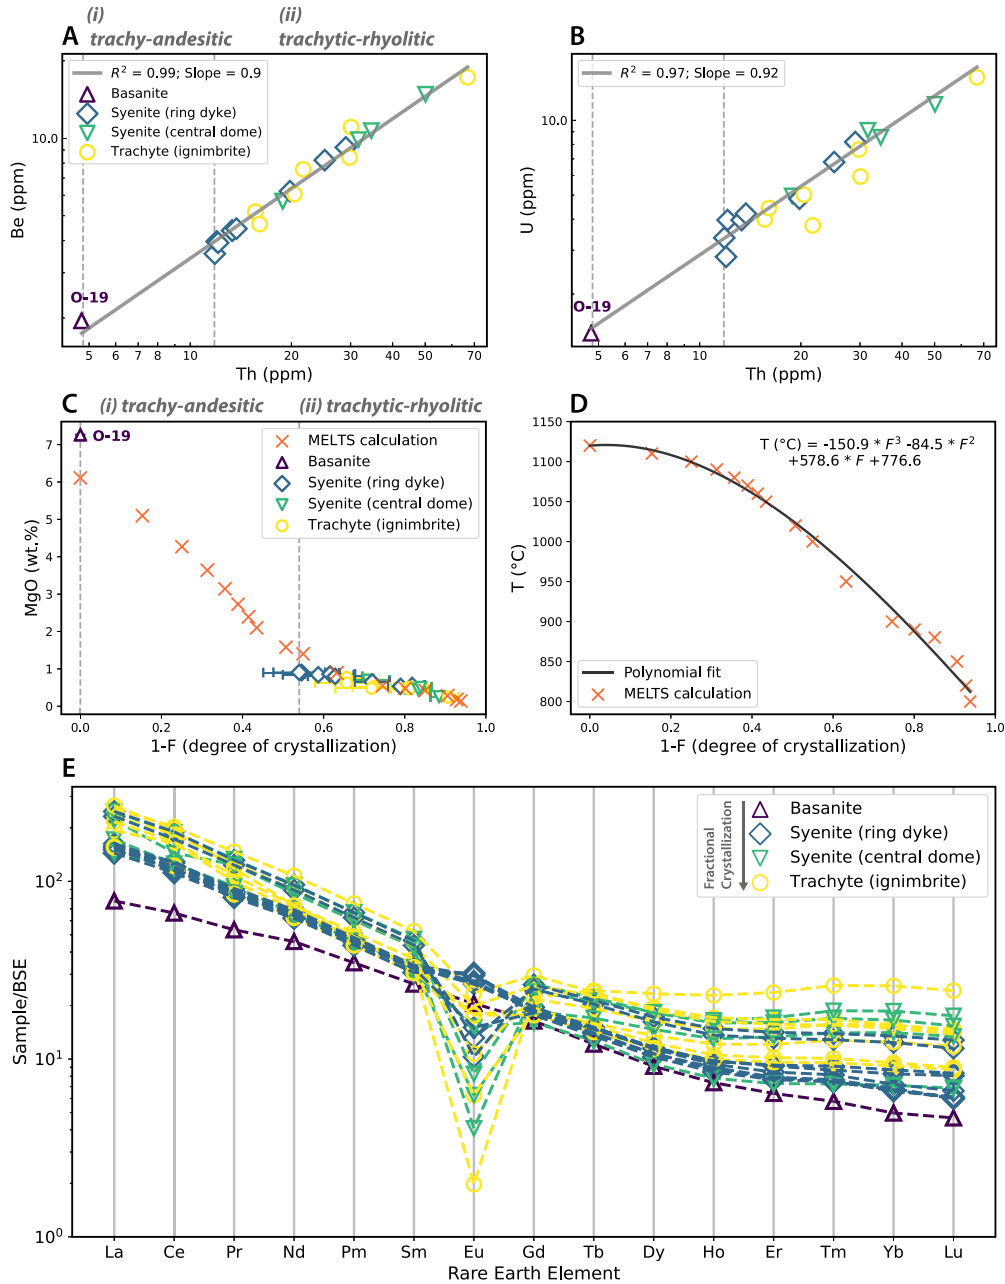 (i)
trachy-andesitic
(ii)
trachytic-rhyolitic
A
R² = 0.99; Slope = 0.9
Basanite
Syenite (ring dyke)
Syenite (central dome)
Trachyte (ignimbrite)
10.0
Be (ppm)
O-19
5 6 7 8 10 20 30 40 50 70
Th (ppm)
B
R² = 0.97; Slope = 0.92
10.0
U (ppm)
O-19
5 6 7 8 10 20 30 40 50 70
Th (ppm)
C
(i) trachy-andesitic
(ii) trachytic-rhyolitic
O-19
MELTS calculation
Basanite
Syenite (ring dyke)
Syenite (central dome)
Trachyte (ignimbrite)
7
6
5
4
3
2
1
0
MgO (wt.%)
0.0 0.2 0.4 0.6 0.8 1.0
1-F (degree of crystallization)
D
T (°C) = -150.9 * F³ -84.5 * F²
+578.6 * F +776.6
1150
1100
1050
1000
950
900
850
800
T (°C)
Polynomial fit
MELTS calculation
0.0 0.2 0.4 0.6 0.8 1.0
1-F (degree of crystallization)
E
Fractional
Crystallization
Basanite
Syenite (ring dyke)
Syenite (central dome)
Trachyte (ignimbrite)
10²
10¹
10⁰
Sample/BSE
La Ce Pr Nd Pm Sm Eu Gd Tb Dy Ho Er Tm Yb Lu
Rare Earth Element